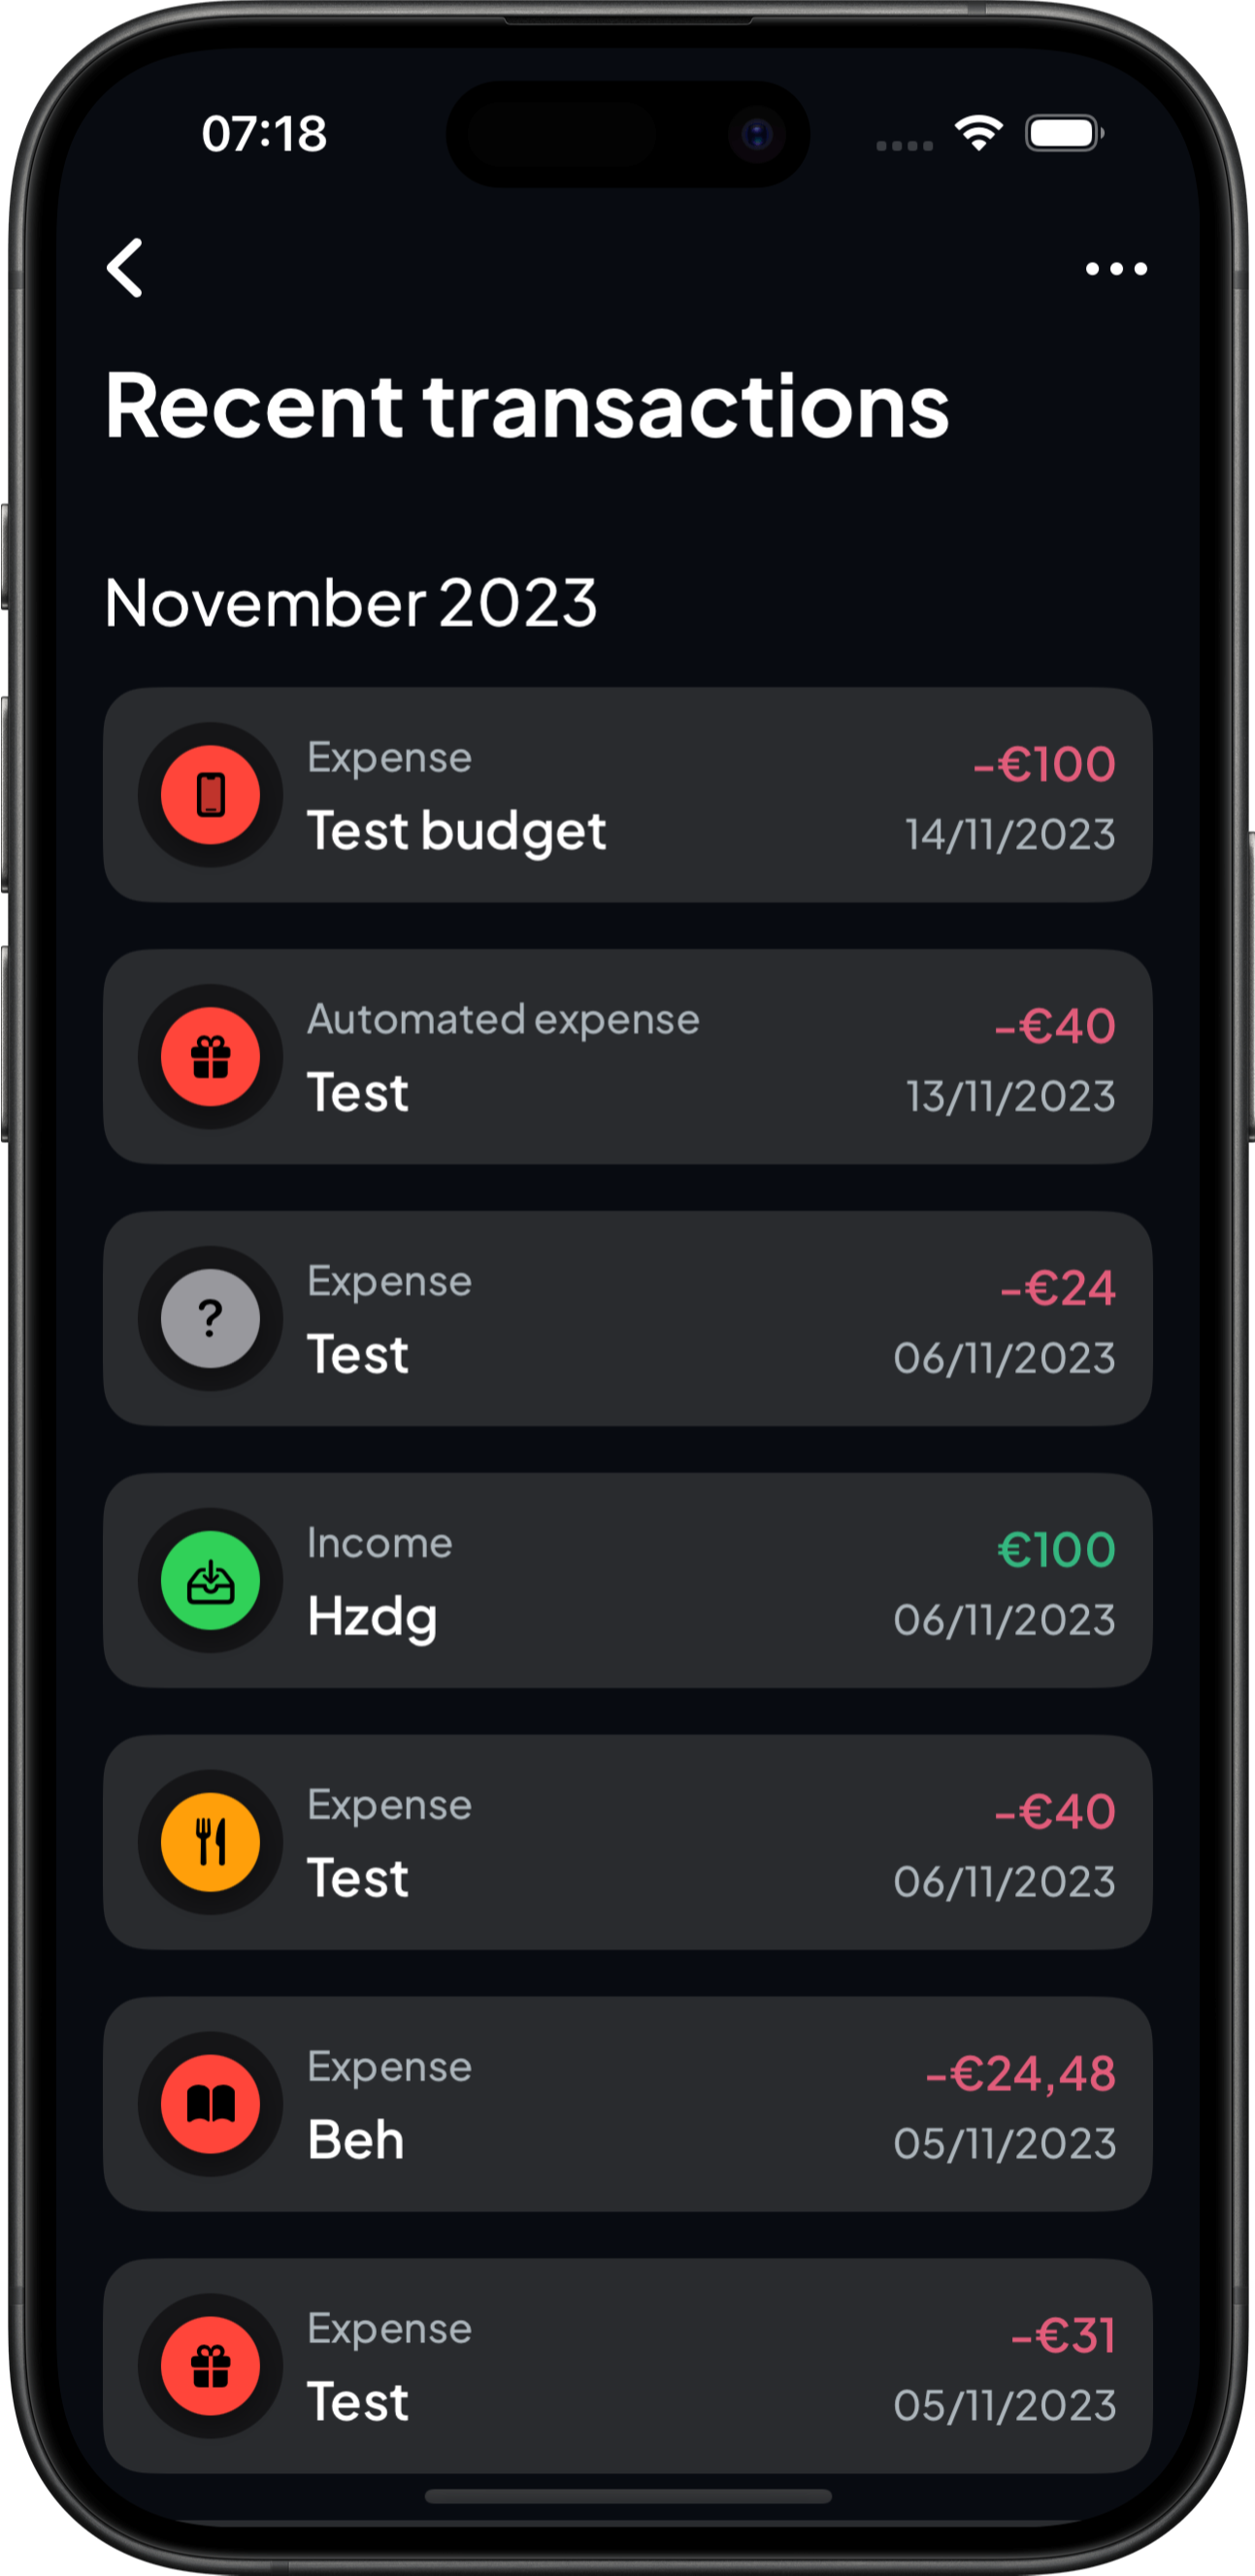 07:18
Recent transactions
November 2023
Expense
-€100
Test budget
14/11/2023
Automated expense
-€40
Test
13/11/2023
?
Expense
-€24
Test
06/11/2023
Income
€100
Hzdg
06/11/2023
Expense
-€40
Test
06/11/2023
Expense
-€24,48
Beh
05/11/2023
Expense
-€31
Test
05/11/2023